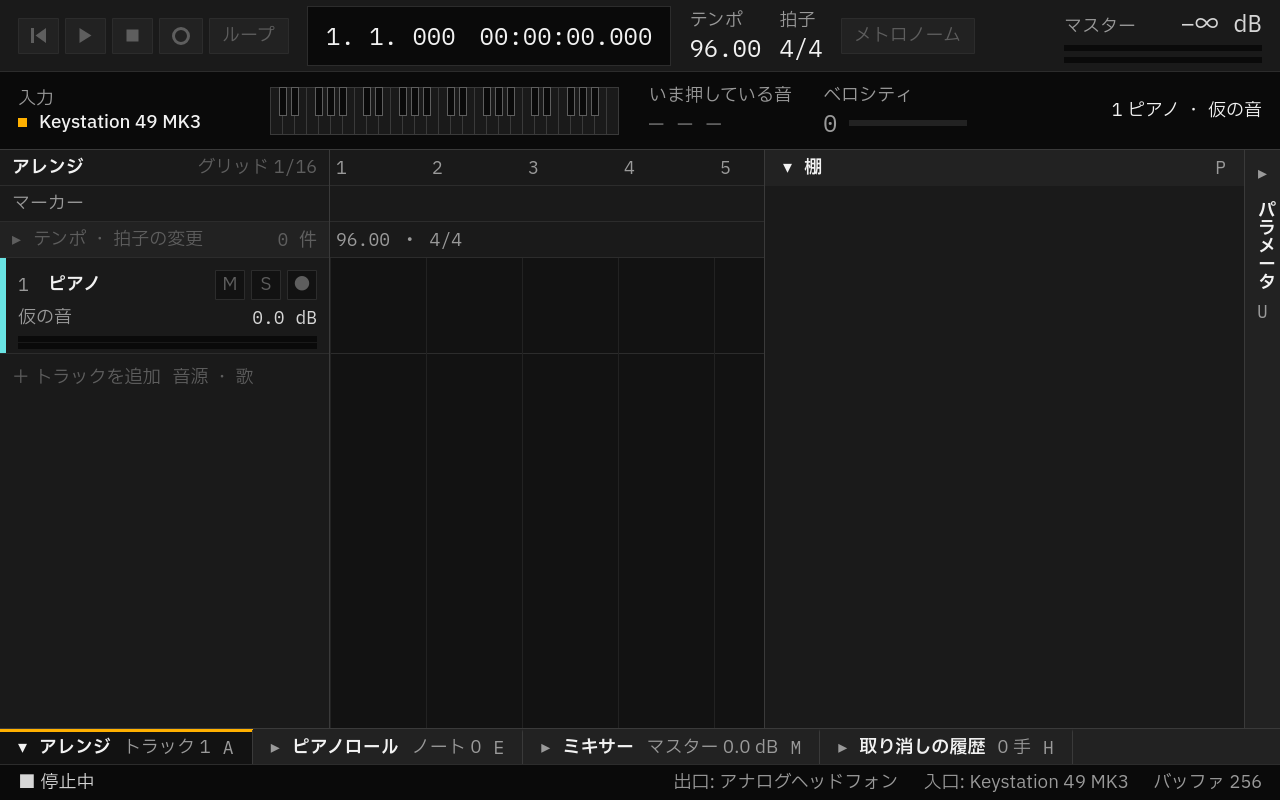 ループ
1. 1. 000 00:00:00.000
テンポ 拍子
96.00 4/4
メトロノーム
マスター −∞ dB
入力
Keystation 49 MK3
いま押している音 ベロシティ
— — — 0
1 ピアノ · 仮の音
アレンジ グリッド 1/16
1 2 3 4 5
▼ 棚 P
マーカー
▶ テンポ · 拍子の変更 0 件
96.00 · 4/4
1 ピアノ M S
仮の音 0.0 dB
＋ トラックを追加 音源 · 歌
▶ パラメータ U
▼ アレンジ トラック 1 A
▶ ピアノロール ノート 0 E
▶ ミキサー マスター 0.0 dB M
▶ 取り消しの履歴 0 手 H
■ 停止中
出口: アナログヘッドフォン 入口: Keystation 49 MK3 バッファ 256